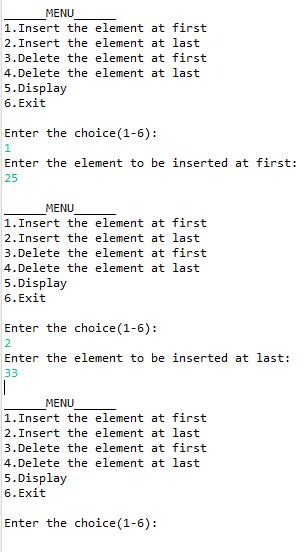 ______MENU______
1.Insert the element at first
2.Insert the element at last
3.Delete the element at first
4.Delete the element at last
5.Display
6.Exit
Enter the choice(1-6):
1
Enter the element to be inserted at first:
25
______MENU______
1.Insert the element at first
2.Insert the element at last
3.Delete the element at first
4.Delete the element at last
5.Display
6.Exit
Enter the choice(1-6):
2
Enter the element to be inserted at last:
33
______MENU______
1.Insert the element at first
2.Insert the element at last
3.Delete the element at first
4.Delete the element at last
5.Display
6.Exit
Enter the choice(1-6):